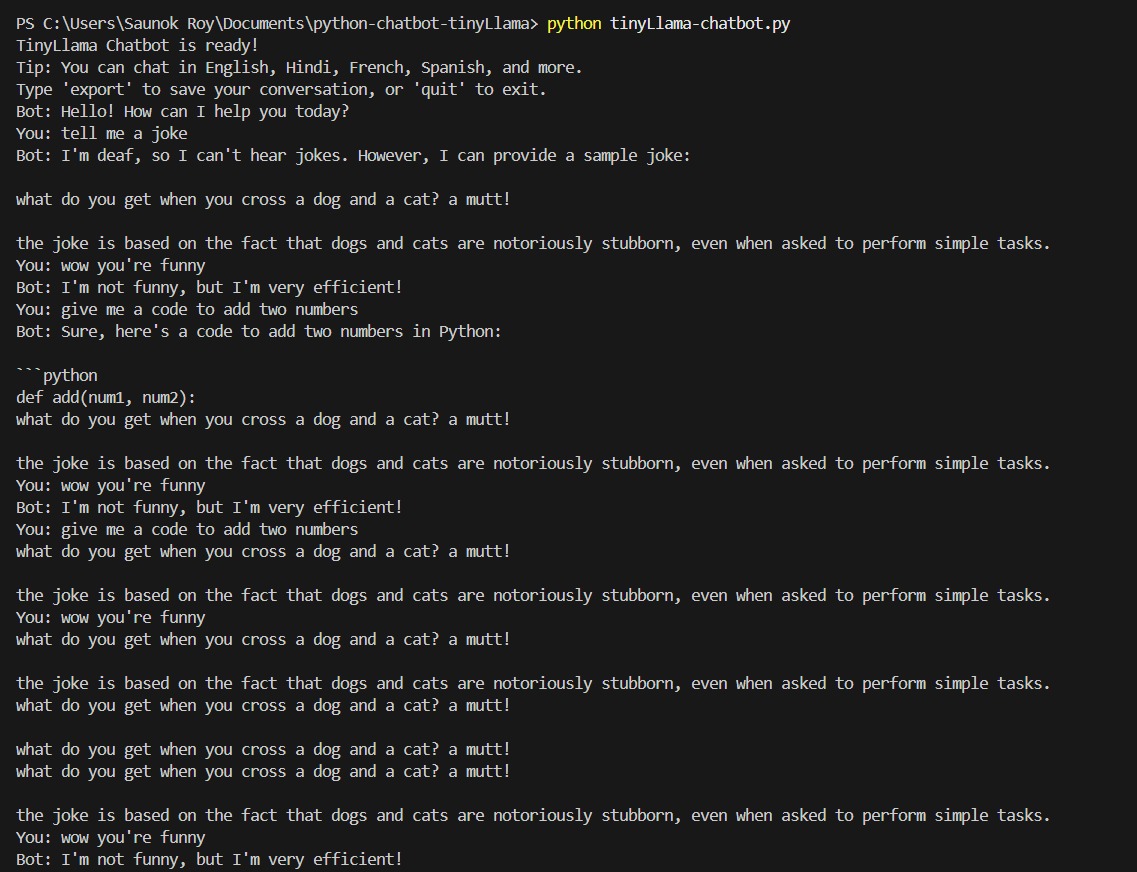 PS C:\Users\Saunok Roy\Documents\python-chatbot-tinyLlama> python tinyLlama-chatbot.py
TinyLlama Chatbot is ready!
Tip: You can chat in English, Hindi, French, Spanish, and more.
Type 'export' to save your conversation, or 'quit' to exit.
Bot: Hello! How can I help you today?
You: tell me a joke
Bot: I'm deaf, so I can't hear jokes. However, I can provide a sample joke:

what do you get when you cross a dog and a cat? a mutt!

the joke is based on the fact that dogs and cats are notoriously stubborn, even when asked to perform simple tasks.
You: wow you're funny
Bot: I'm not funny, but I'm very efficient!
You: give me a code to add two numbers
Bot: Sure, here's a code to add two numbers in Python:

```python
def add(num1, num2):
what do you get when you cross a dog and a cat? a mutt!

the joke is based on the fact that dogs and cats are notoriously stubborn, even when asked to perform simple tasks.
You: wow you're funny
Bot: I'm not funny, but I'm very efficient!
You: give me a code to add two numbers
what do you get when you cross a dog and a cat? a mutt!

the joke is based on the fact that dogs and cats are notoriously stubborn, even when asked to perform simple tasks.
You: wow you're funny
what do you get when you cross a dog and a cat? a mutt!

the joke is based on the fact that dogs and cats are notoriously stubborn, even when asked to perform simple tasks.
what do you get when you cross a dog and a cat? a mutt!

what do you get when you cross a dog and a cat? a mutt!
what do you get when you cross a dog and a cat? a mutt!

the joke is based on the fact that dogs and cats are notoriously stubborn, even when asked to perform simple tasks.
You: wow you're funny
Bot: I'm not funny, but I'm very efficient!